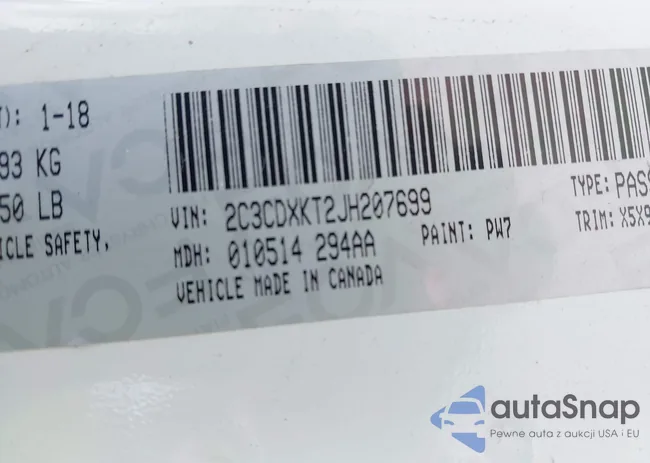 T): 1-18
93 KG
50 LB
ICLE SAFETY,
VIN: 2C3CDXKT2JH207699
TYPE: PASS
MDH: 010514 294AA
PAINT: PW7
TRIM: X5X9
VEHICLE MADE IN CANADA
autaSnap
Pewne auta z aukcji USA i EU